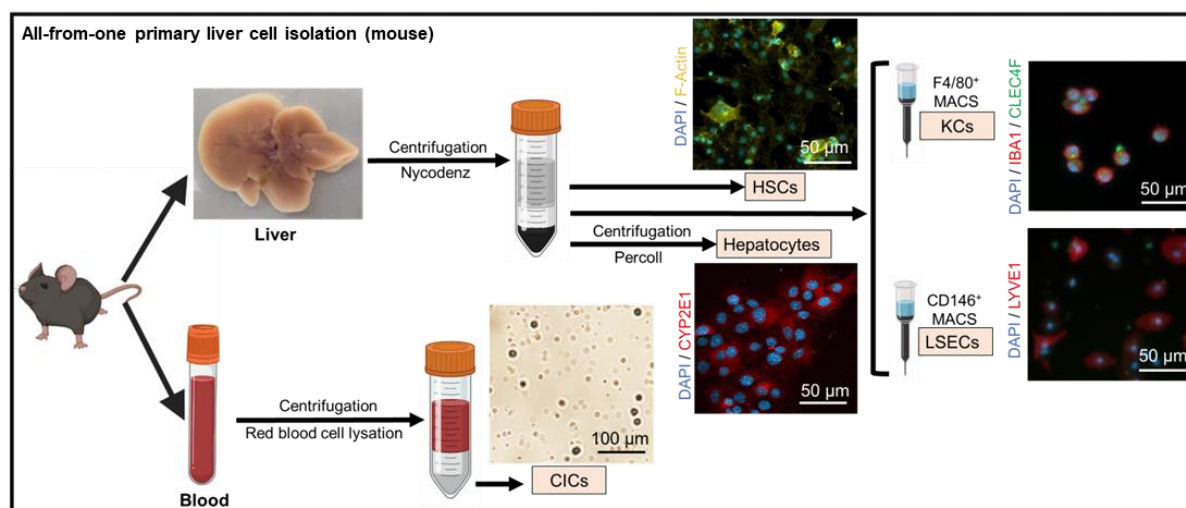 All-from-one primary liver cell isolation (mouse)
Liver
Centrifugation
Nycodenz
DAPI / F-Actin
50 µm
HSCs
Centrifugation
Percoll
Hepatocytes
DAPI / CYP2E1
50 µm
F4/80⁺
MACS
KCs
DAPI / IBA1 / CLEC4F
50 µm
CD146⁺
MACS
LSECs
DAPI / LYVE1
50 µm
Blood
Centrifugation
Red blood cell lysation
100 µm
CICs